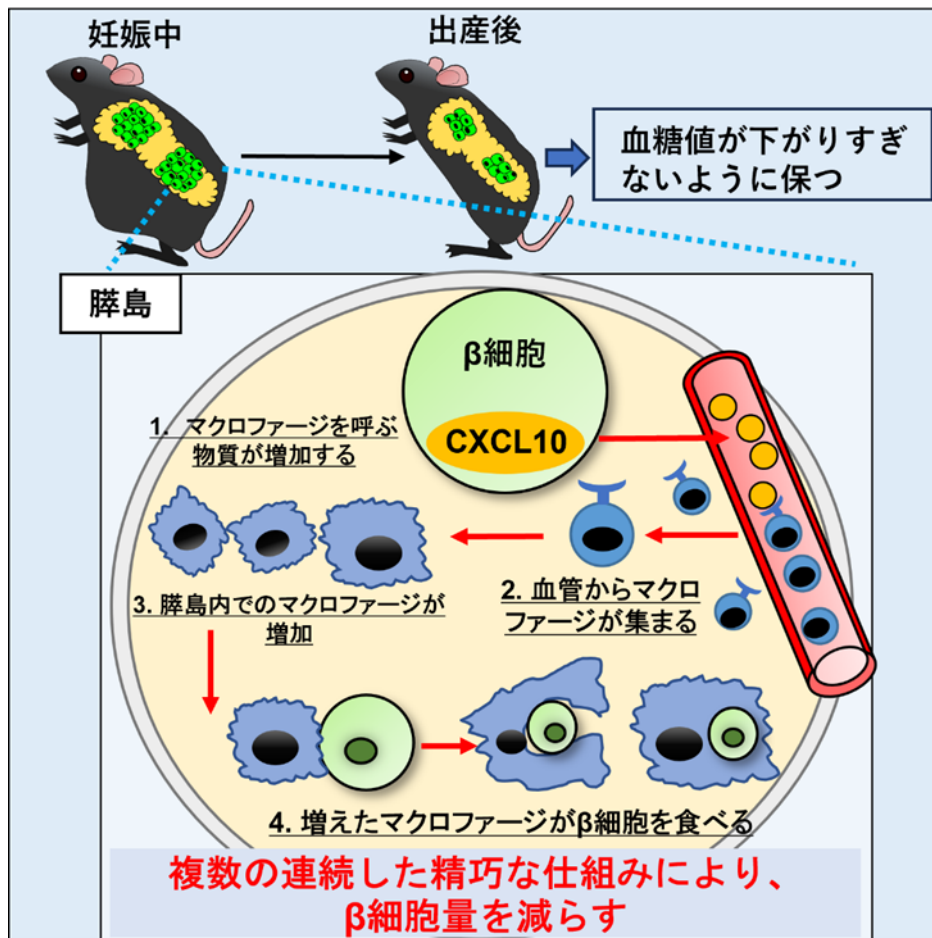 妊娠中
出産後
血糖値が下がりすぎ
ないように保つ
膵島
β細胞
CXCL10
1. マクロファージを呼ぶ
物質が増加する
2. 血管からマクロ
ファージが集まる
3. 膵島内でのマクロファージが
増加
4. 増えたマクロファージがβ細胞を食べる
複数の連続した精巧な仕組みにより、
β細胞量を減らす